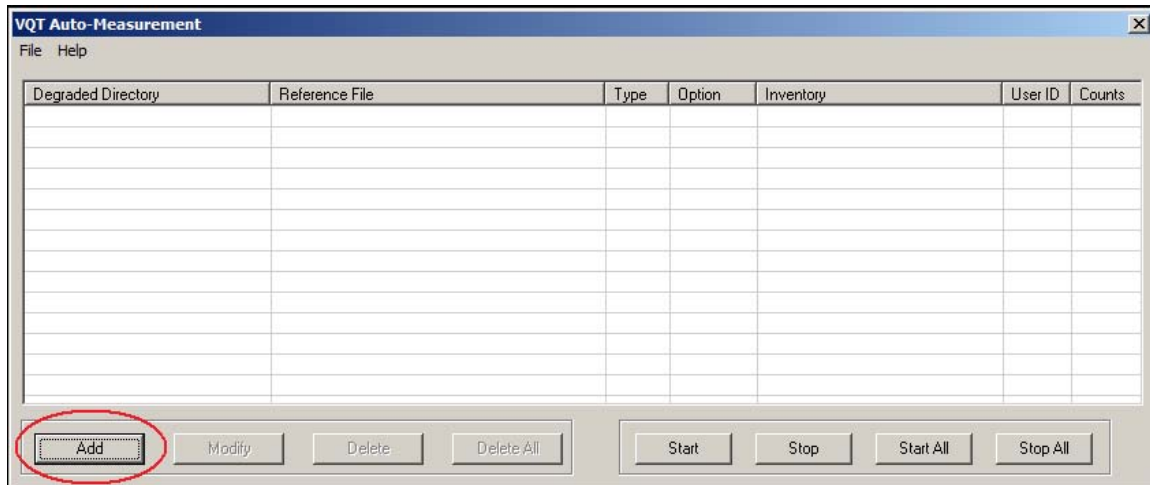 VQT Auto-Measurement
File Help
Degraded Directory Reference File Type Option Inventory User ID Counts
Add Modify Delete Delete All Start Stop Start All Stop All